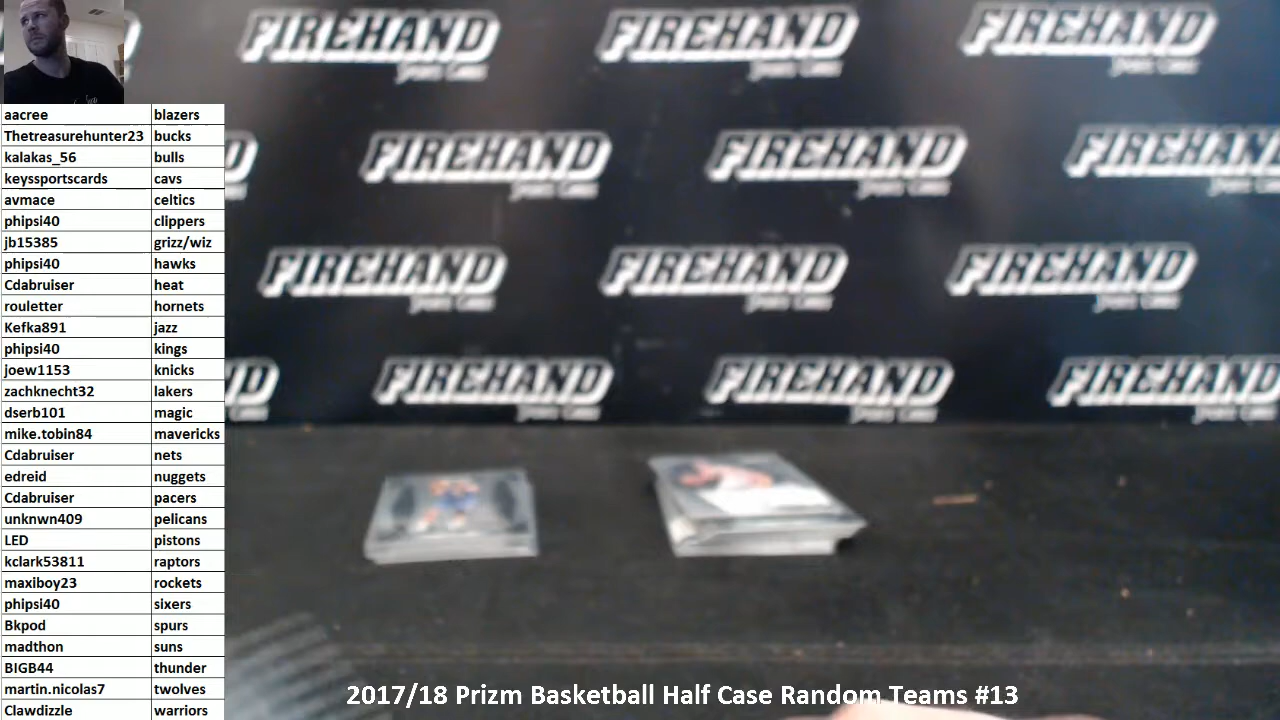 FIREHAND FIREHAND FIREHAND
FIREHAND FIREHAND FIREHAND
FIREHAND FIREHAND FIREHAND
FIREHAND FIREHAND FIREHAND
aacree blazers
Thetreasurehunter23 bucks
kalakas_56 bulls
keyssportscards cavs
avmace celtics
phipsi40 clippers
jb15385 grizz/wiz
phipsi40 hawks
Cdabruiser heat
rouletter hornets
Kefka891 jazz
phipsi40 kings
joew1153 knicks
zachknecht32 lakers
dserb101 magic
mike.tobin84 mavericks
Cdabruiser nets
edreid nuggets
Cdabruiser pacers
unknwn409 pelicans
LED pistons
kclark53811 raptors
maxiboy23 rockets
phipsi40 sixers
Bkpod spurs
madthon suns
BIGB44 thunder
martin.nicolas7 twolves
Clawdizzle warriors
2017/18 Prizm Basketball Half Case Random Teams #13